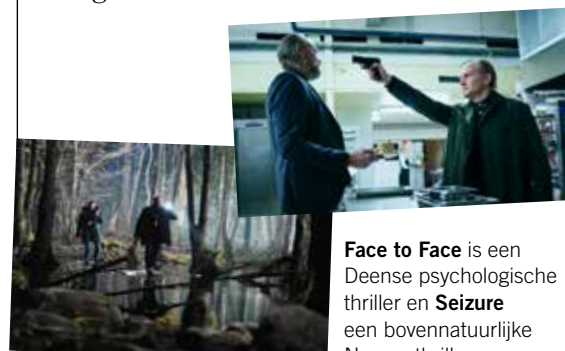 Face to Face is een
Deense psychologische
thriller en Seizure
een bovennatuurlijke